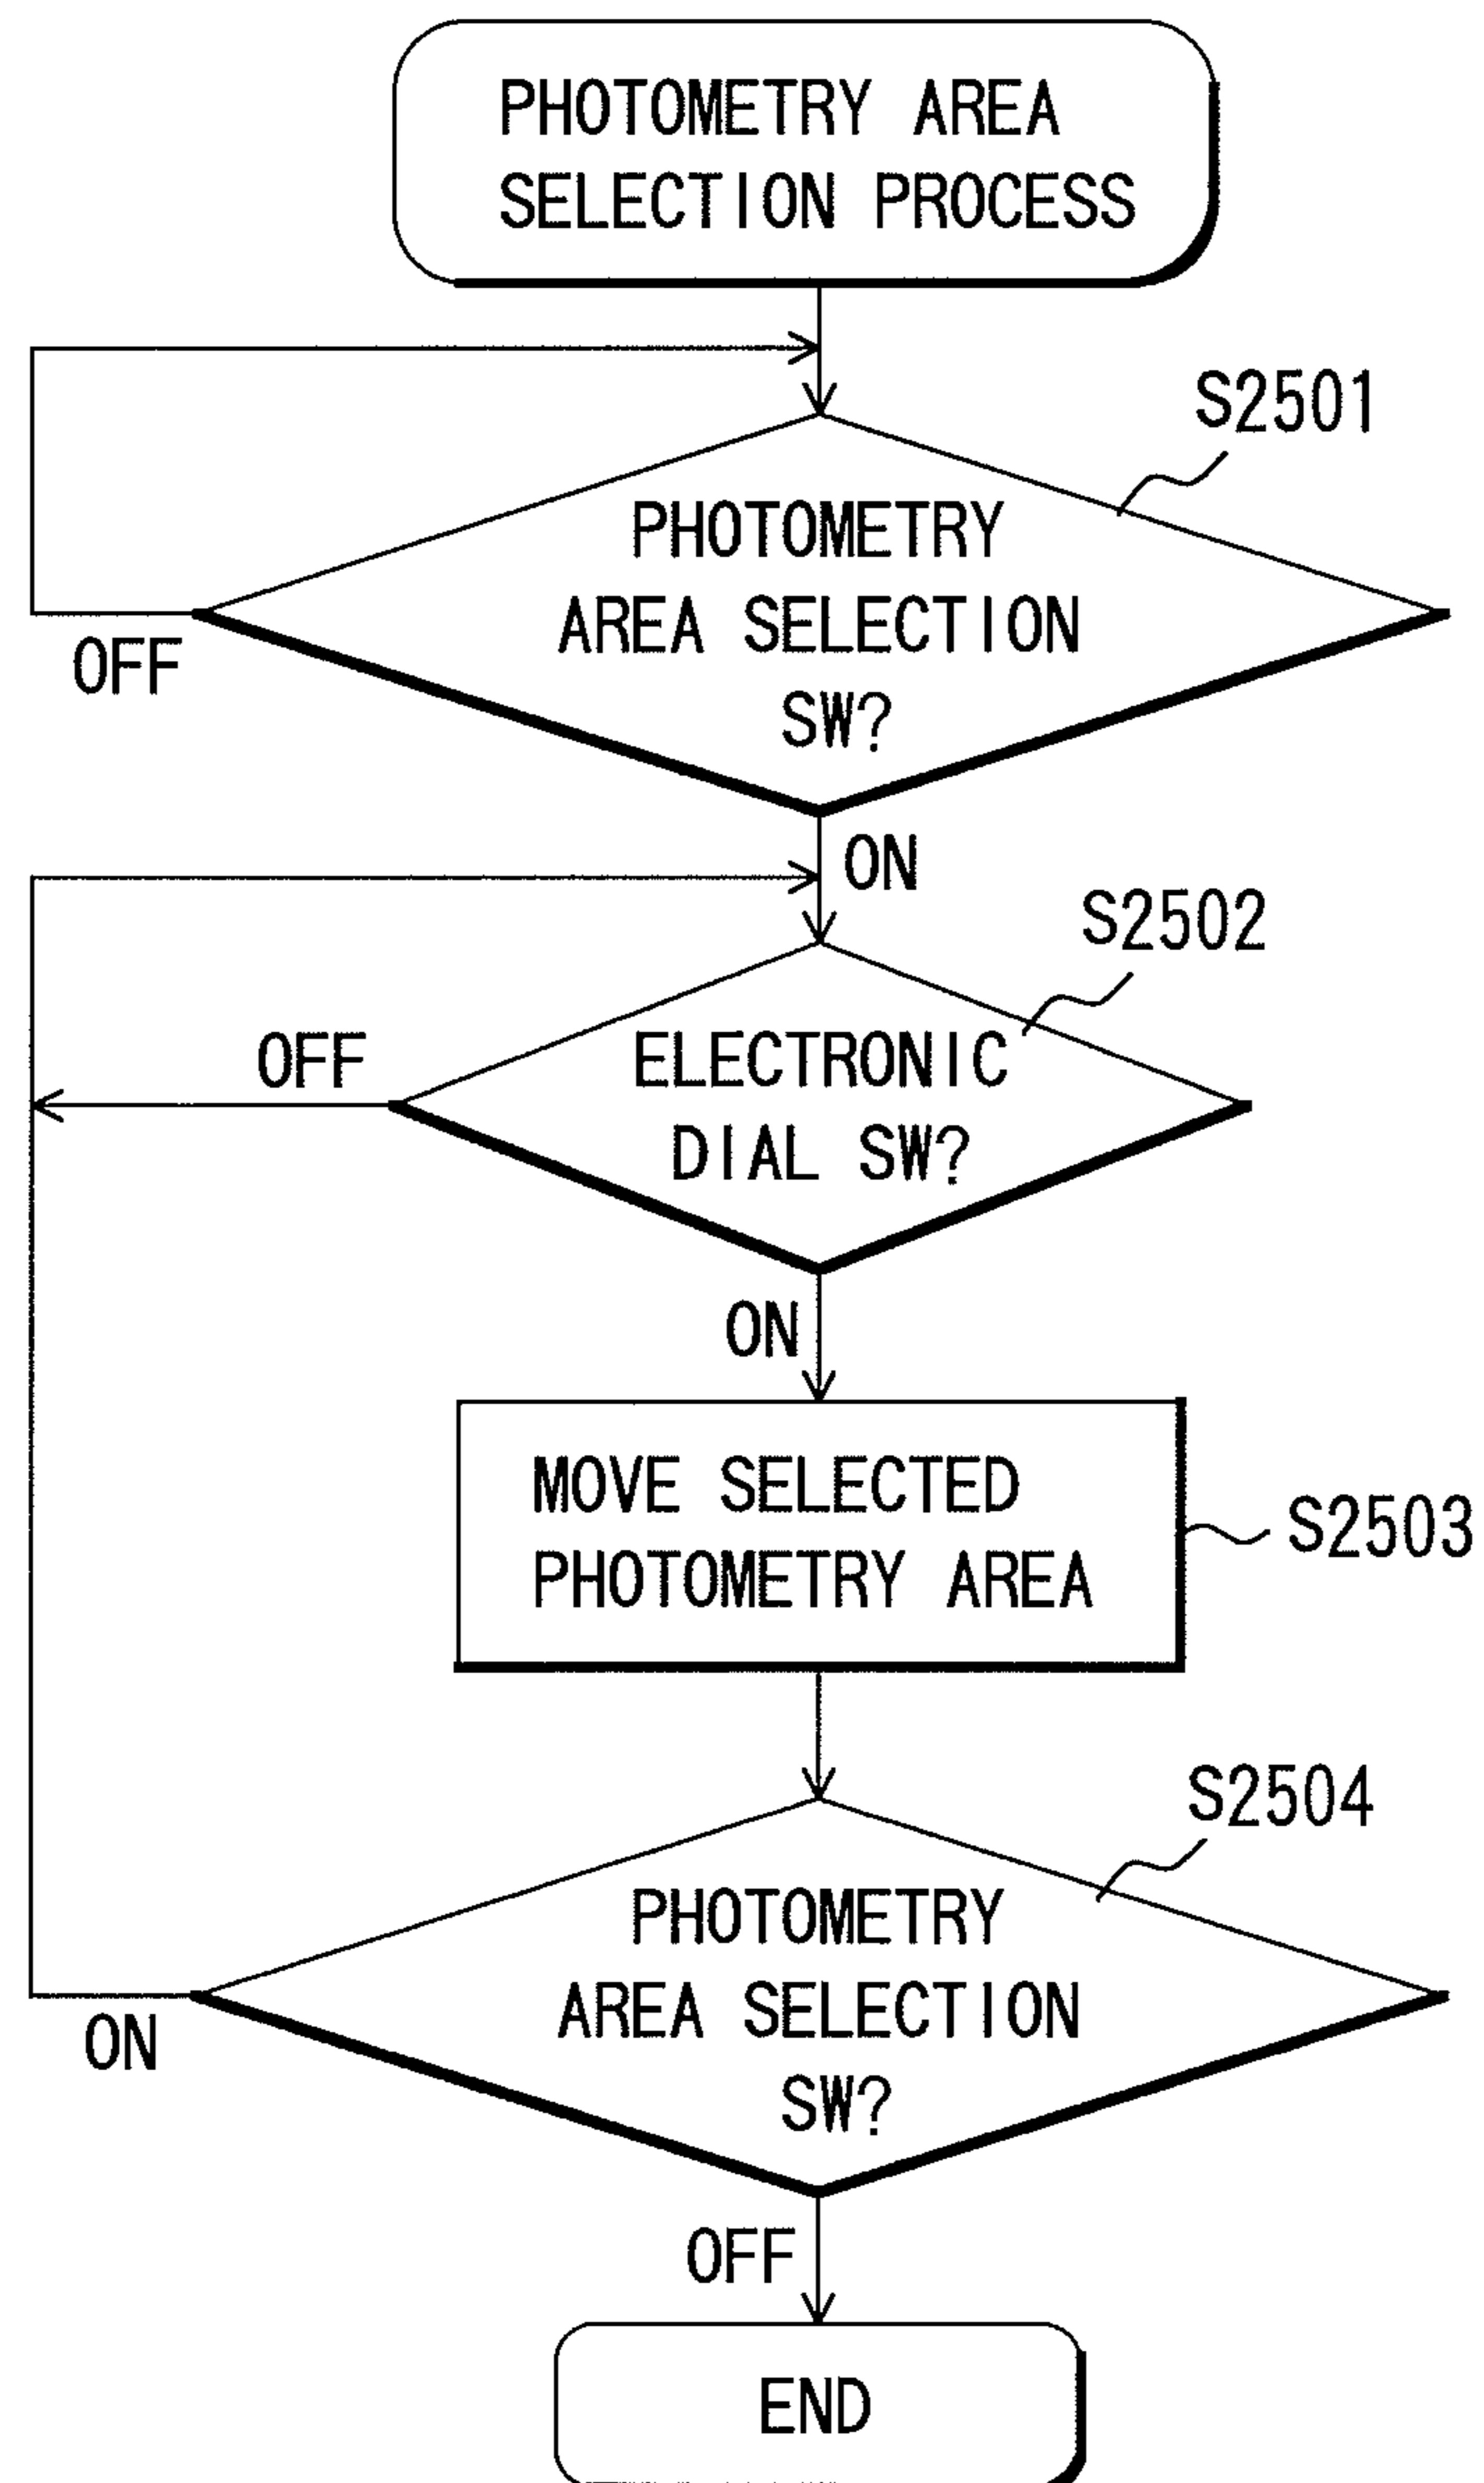 PHOTOMETRY AREA
SELECTION PROCESS
S2501
PHOTOMETRY
AREA SELECTION
SW?
OFF
ON
S2502
OFF
ELECTRONIC
DIAL SW?
ON
MOVE SELECTED
PHOTOMETRY AREA
S2503
S2504
PHOTOMETRY
AREA SELECTION
SW?
ON
OFF
END